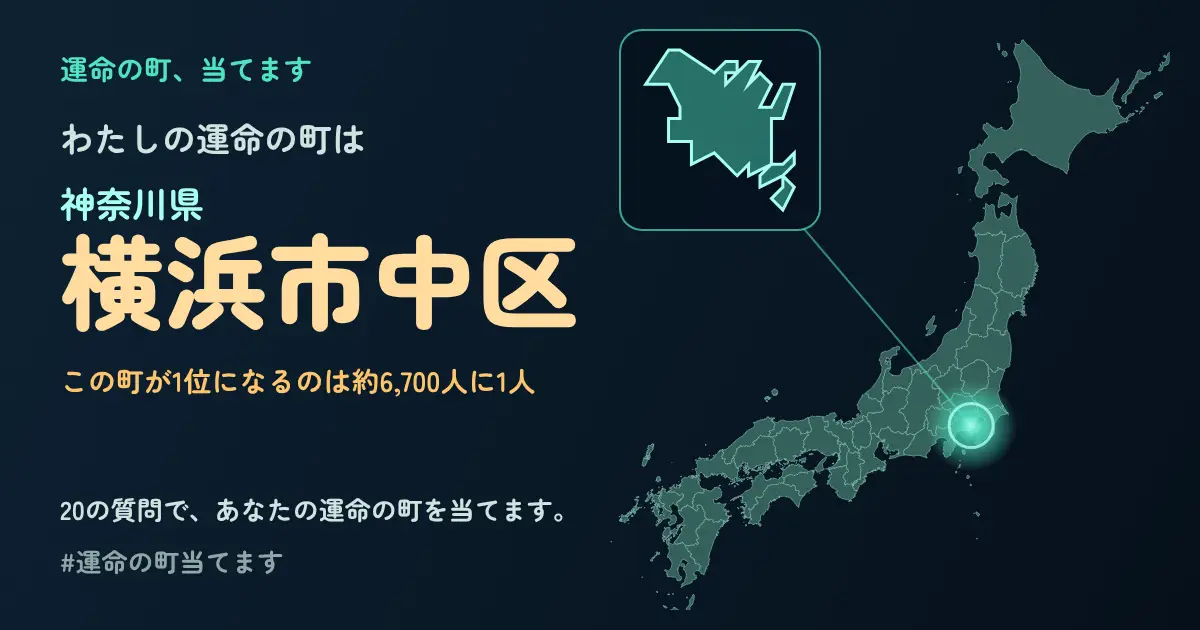 運命の町、当てます
わたしの運命の町は
神奈川県
横浜市中区
この町が1位になるのは約6,700人に1人
20の質問で、あなたの運命の町を当てます。
#運命の町当てます